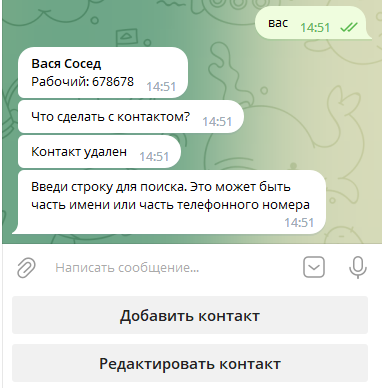 вас 14:51
Вася Сосед
Рабочий: 678678 14:51
Что сделать с контактом? 14:51
Контакт удален 14:51
Введи строку для поиска. Это может быть
часть имени или часть телефонного номера
14:51
Написать сообщение...
Добавить контакт
Редактировать контакт